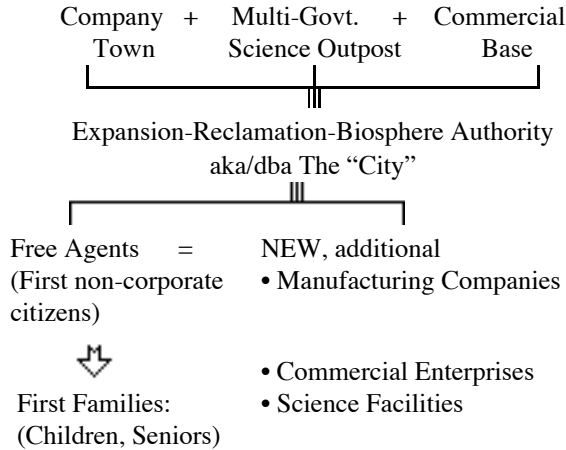 Company + Multi-Govt. + Commercial
Town Science Outpost Base
Expansion-Reclamation-Biosphere Authority
aka/dba The “City”
Free Agents = NEW, additional
(First non-corporate • Manufacturing Companies
citizens)
• Commercial Enterprises
First Families: • Science Facilities
(Children, Seniors)